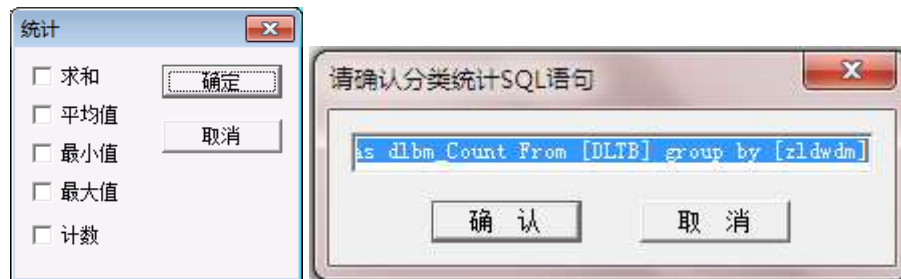 统计
求和
确定
平均值
取消
最小值
最大值
计数
请确认分类统计SQL语句
as dlbm_Count From [DLTB] group by [zldwdm]
确 认
取 消